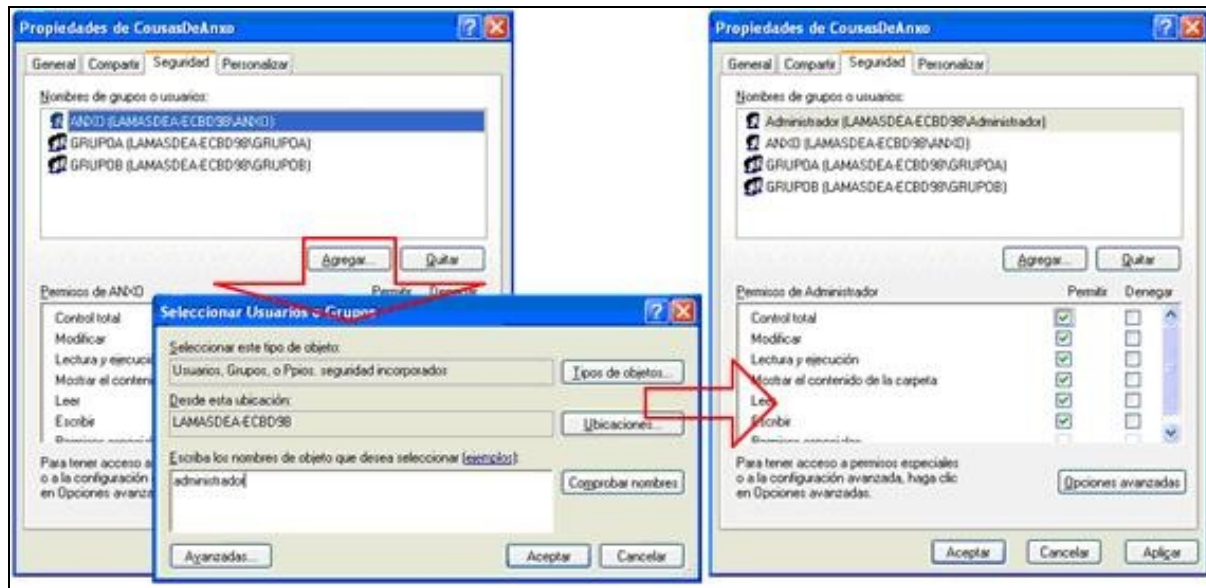 Propiedades de CousasDeAnxo
General Compartir Seguridad Personalizar
Nombres de grupos o usuarios:
ANXO (LAMASDEA-ECBD98\ANXO)
GRUPOA (LAMASDEA-ECBD98\GRUPOA)
GRUPOB (LAMASDEA-ECBD98\GRUPOB)
Agregar... Quitar
Permisos de ANXO Permitir
Control total
Modificar
Lectura y ejecuci
Mostrar el conteni
Leer
Escribir
Para tener acceso a
o a la configuración
en Opciones avanza
Seleccionar Usuarios o Grupos
Seleccionar este tipo de objeto:
Usuarios, Grupos, o Ppios. seguridad incorporados Tipos de objetos...
Desde esta ubicación:
LAMASDEA-ECBD98 Ubicaciones...
Escriba los nombres de objeto que desea seleccionar (ejemplos):
administrador Comprobar nombres
Avanzadas... Aceptar Cancelar
Propiedades de CousasDeAnxo
General Compartir Seguridad Personalizar
Nombres de grupos o usuarios:
Administrador (LAMASDEA-ECBD98\Administrador)
ANXO (LAMASDEA-ECBD98\ANXO)
GRUPOA (LAMASDEA-ECBD98\GRUPOA)
GRUPOB (LAMASDEA-ECBD98\GRUPOB)
Agregar... Quitar
Permisos de Administrador Permitir Denegar
Control total
Modificar
Lectura y ejecución
Mostrar el contenido de la carpeta
Leer
Escribir
Para tener acceso a permisos especiales
o a la configuración avanzada, haga clic
en Opciones avanzadas.
Opciones avanzadas
Aceptar Cancelar Aplicar